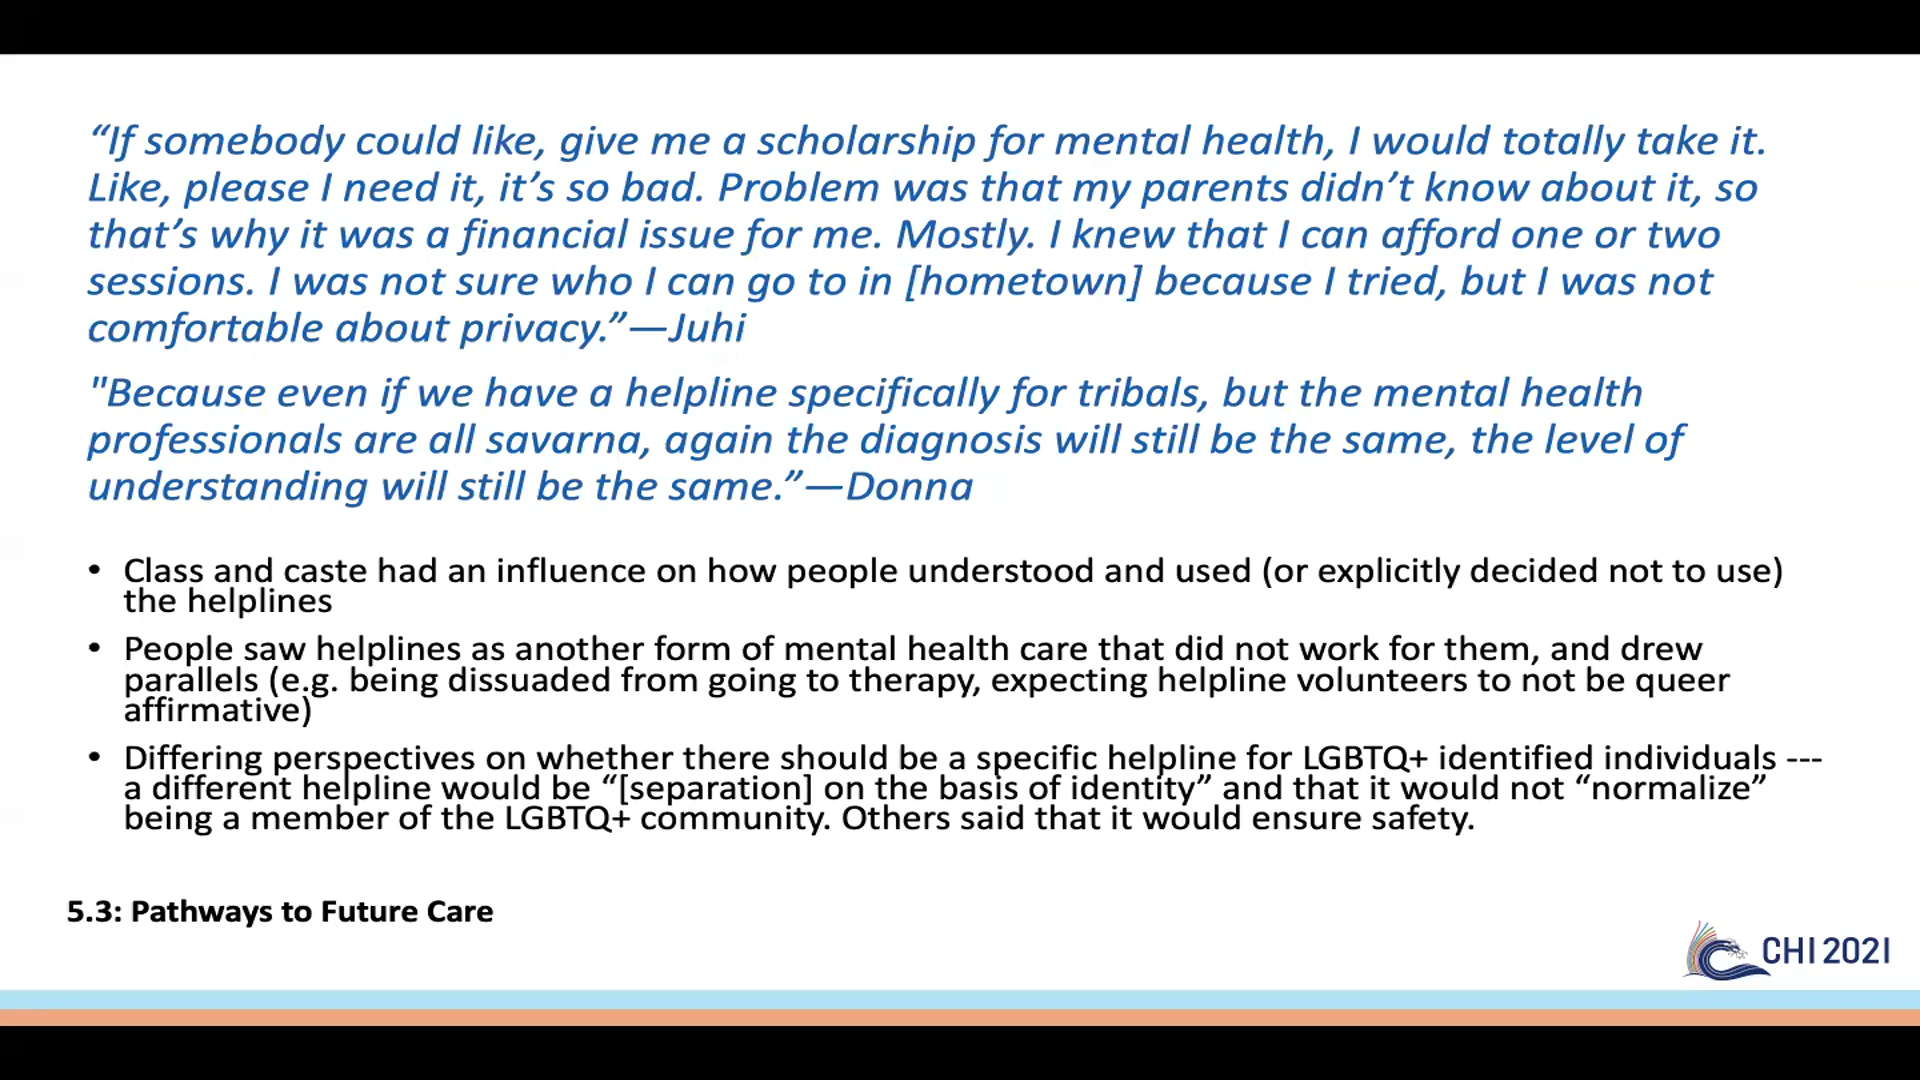 “If somebody could like, give me a scholarship for mental health, I would totally take it.
Like, please I need it, it’s so bad. Problem was that my parents didn’t know about it, so
that’s why it was a financial issue for me. Mostly. I knew that I can afford one or two
sessions. I was not sure who I can go to in [hometown] because I tried, but I was not
comfortable about privacy.”—Juhi
"Because even if we have a helpline specifically for tribals, but the mental health
professionals are all savarna, again the diagnosis will still be the same, the level of
understanding will still be the same.”—Donna
• Class and caste had an influence on how people understood and used (or explicitly decided not to use)
the helplines
• People saw helplines as another form of mental health care that did not work for them, and drew
parallels (e.g. being dissuaded from going to therapy, expecting helpline volunteers to not be queer
affirmative)
• Differing perspectives on whether there should be a specific helpline for LGBTQ+ identified individuals ---
a different helpline would be “[separation] on the basis of identity” and that it would not “normalize”
being a member of the LGBTQ+ community. Others said that it would ensure safety.
5.3: Pathways to Future Care
CHI 2021